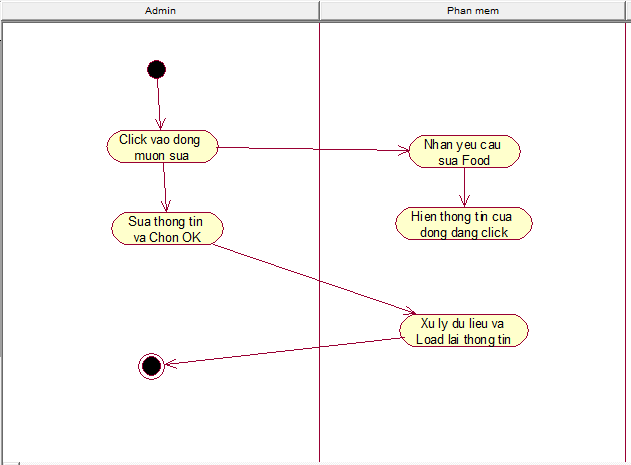 Admin
Phan mem
Click vao dong
muon sua
Nhan yeu cau
sua Food
Sua thong tin
va Chon OK
Hien thong tin cua
dong dang click
Xu ly du lieu va
Load lai thong tin